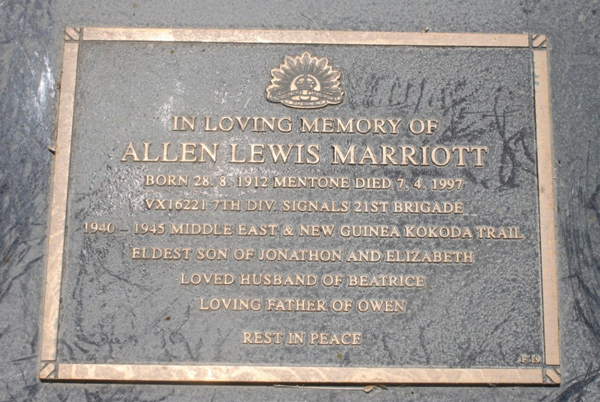 IN LOVING MEMORY OF
ALLEN LEWIS MARRIOTT
BORN 28. 8. 1912 MENTONE DIED 7. 4. 1997
VX16221 7TH DIV. SIGNALS 21ST BRIGADE
1940 – 1945 MIDDLE EAST & NEW GUINEA KOKODA TRAIL
ELDEST SON OF JONATHON AND ELIZABETH
LOVED HUSBAND OF BEATRICE
LOVING FATHER OF OWEN
REST IN PEACE